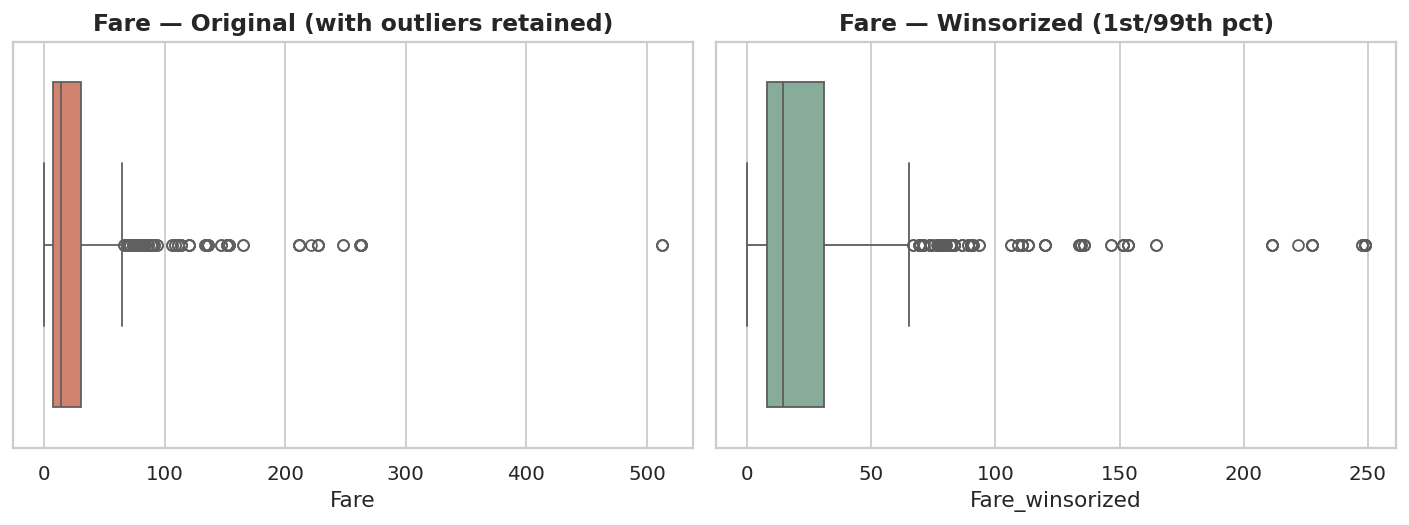 Fare — Original (with outliers retained)
0 100 200 300 400 500
Fare
Fare — Winsorized (1st/99th pct)
0 50 100 150 200 250
Fare_winsorized